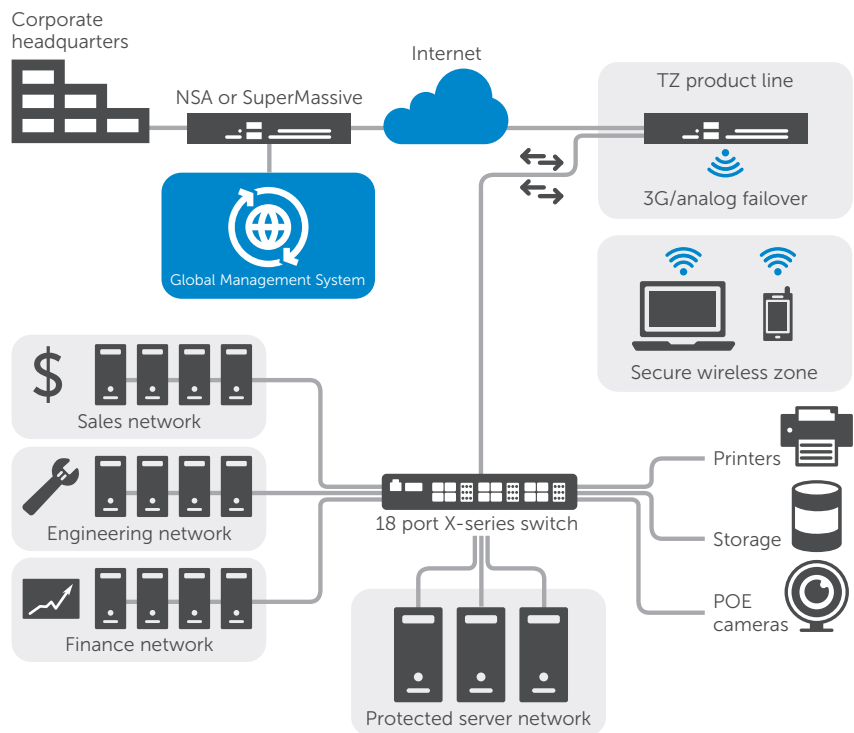 Corporate
headquarters
Internet
NSA or SuperMassive
TZ product line
3G/analog failover
Global Management System
Secure wireless zone
$
Sales network
Printers
18 port X-series switch
Engineering network
Storage
POE
cameras
Finance network
Protected server network